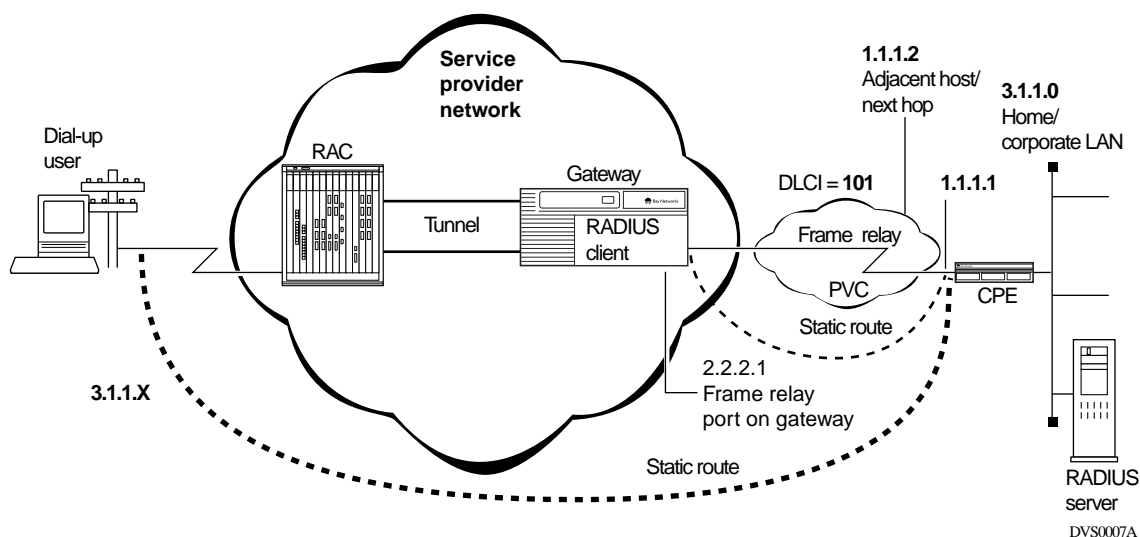 Service
provider
network
1.1.1.2
Adjacent host/
next hop
3.1.1.0
Home/
corporate LAN
Dial-up
user
RAC
Gateway
Bay Networks
DLCI = 101
1.1.1.1
Tunnel
RADIUS
client
Frame relay
PVC
CPE
Static route
2.2.2.1
Frame relay
port on gateway
3.1.1.X
Static route
RADIUS
server
DVS0007A